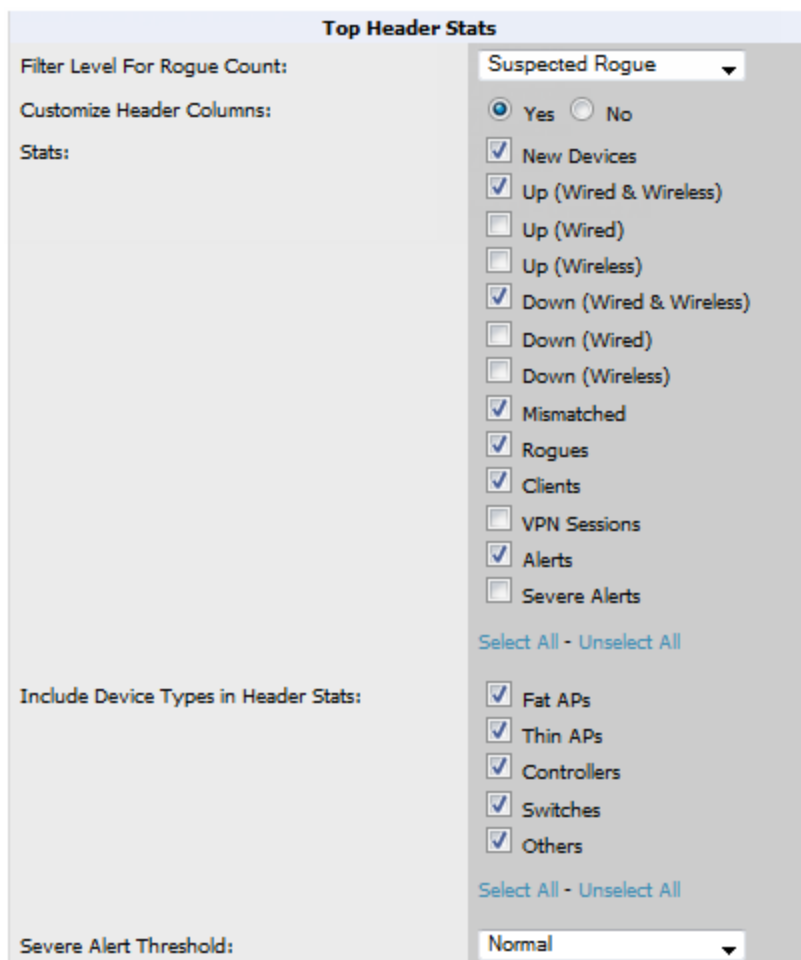 Top Header Stats
Filter Level For Rogue Count: Suspected Rogue
Customize Header Columns: Yes No
Stats: New Devices
Up (Wired & Wireless)
Up (Wired)
Up (Wireless)
Down (Wired & Wireless)
Down (Wired)
Down (Wireless)
Mismatched
Rogues
Clients
VPN Sessions
Alerts
Severe Alerts
Select All - Unselect All
Include Device Types in Header Stats: Fat APs
Thin APs
Controllers
Switches
Others
Select All - Unselect All
Severe Alert Threshold: Normal